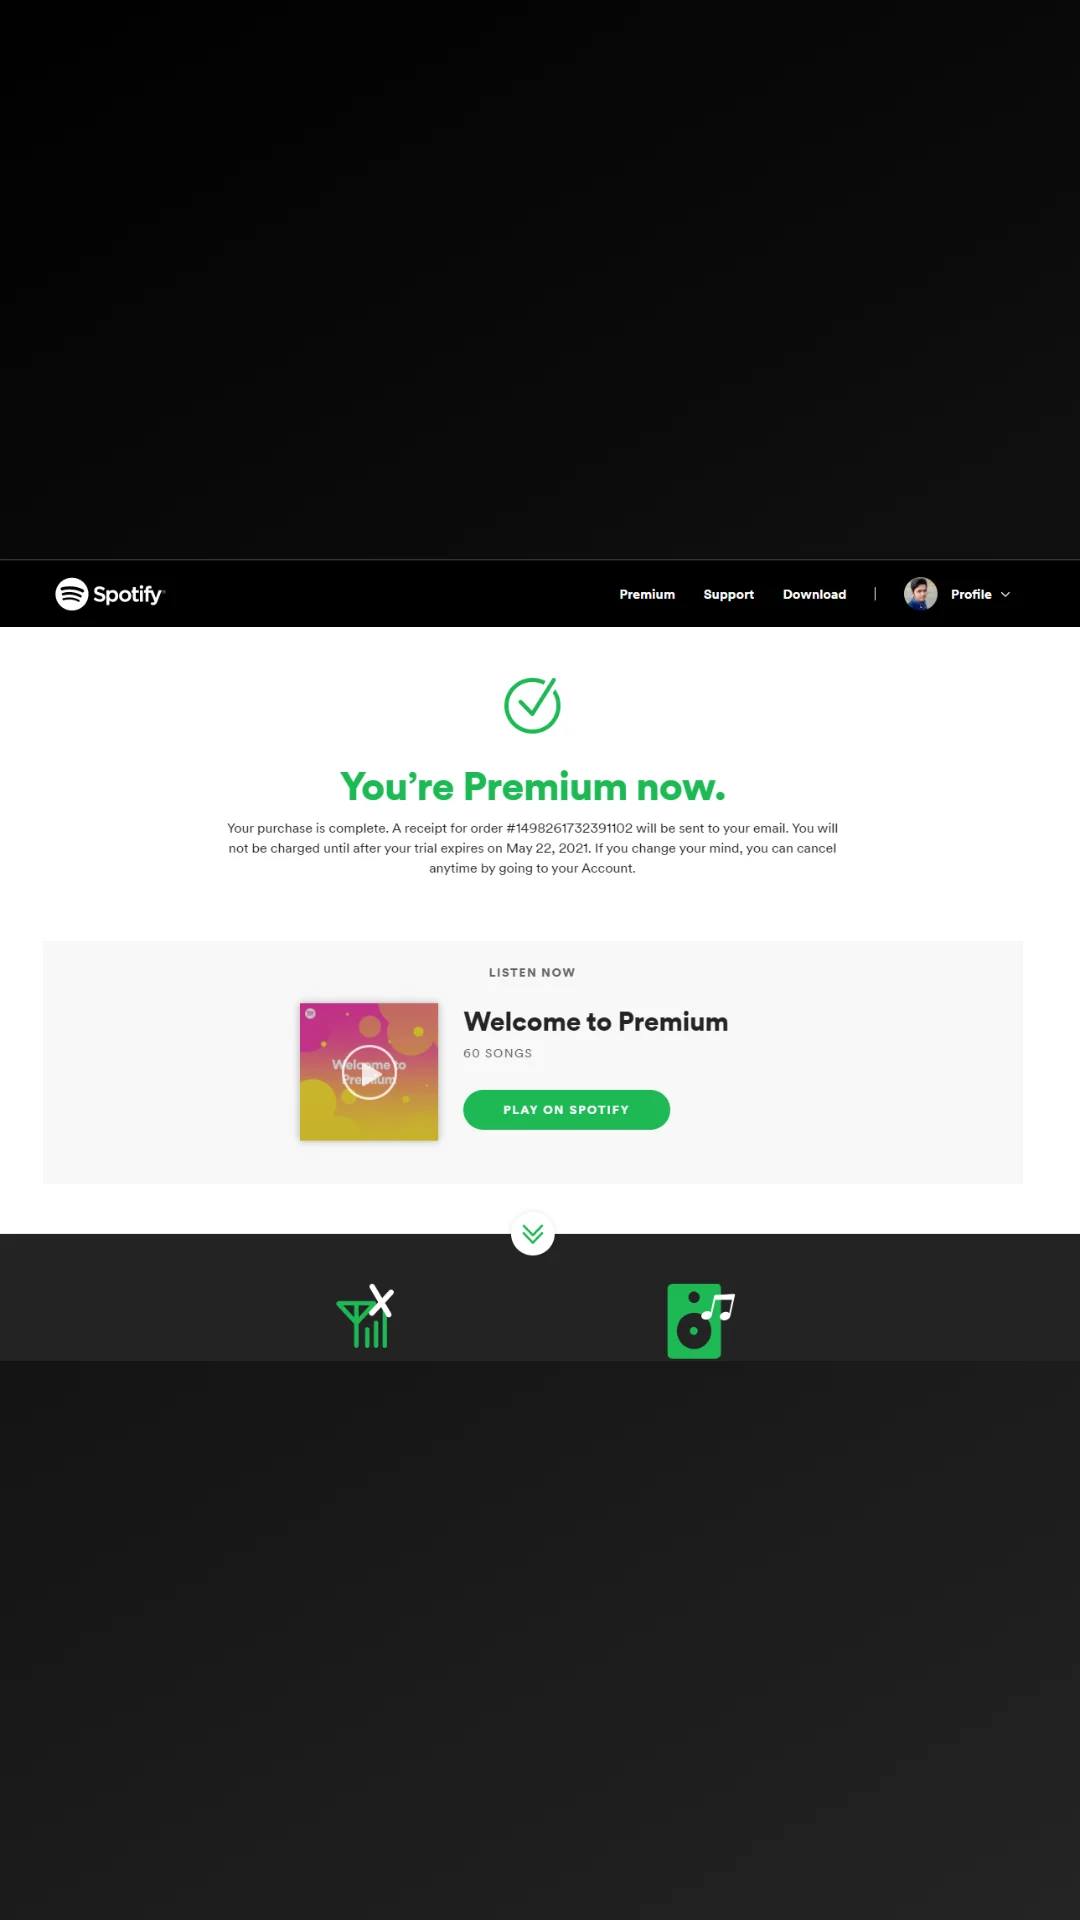 Spotify
Premium Support Download | Profile
You’re Premium now.
Your purchase is complete. A receipt for order #1498261732391102 will be sent to your email. You will
not be charged until after your trial expires on May 22, 2021. If you change your mind, you can cancel
anytime by going to your Account.
LISTEN NOW
Welcome to
Premium
Welcome to Premium
60 SONGS
PLAY ON SPOTIFY